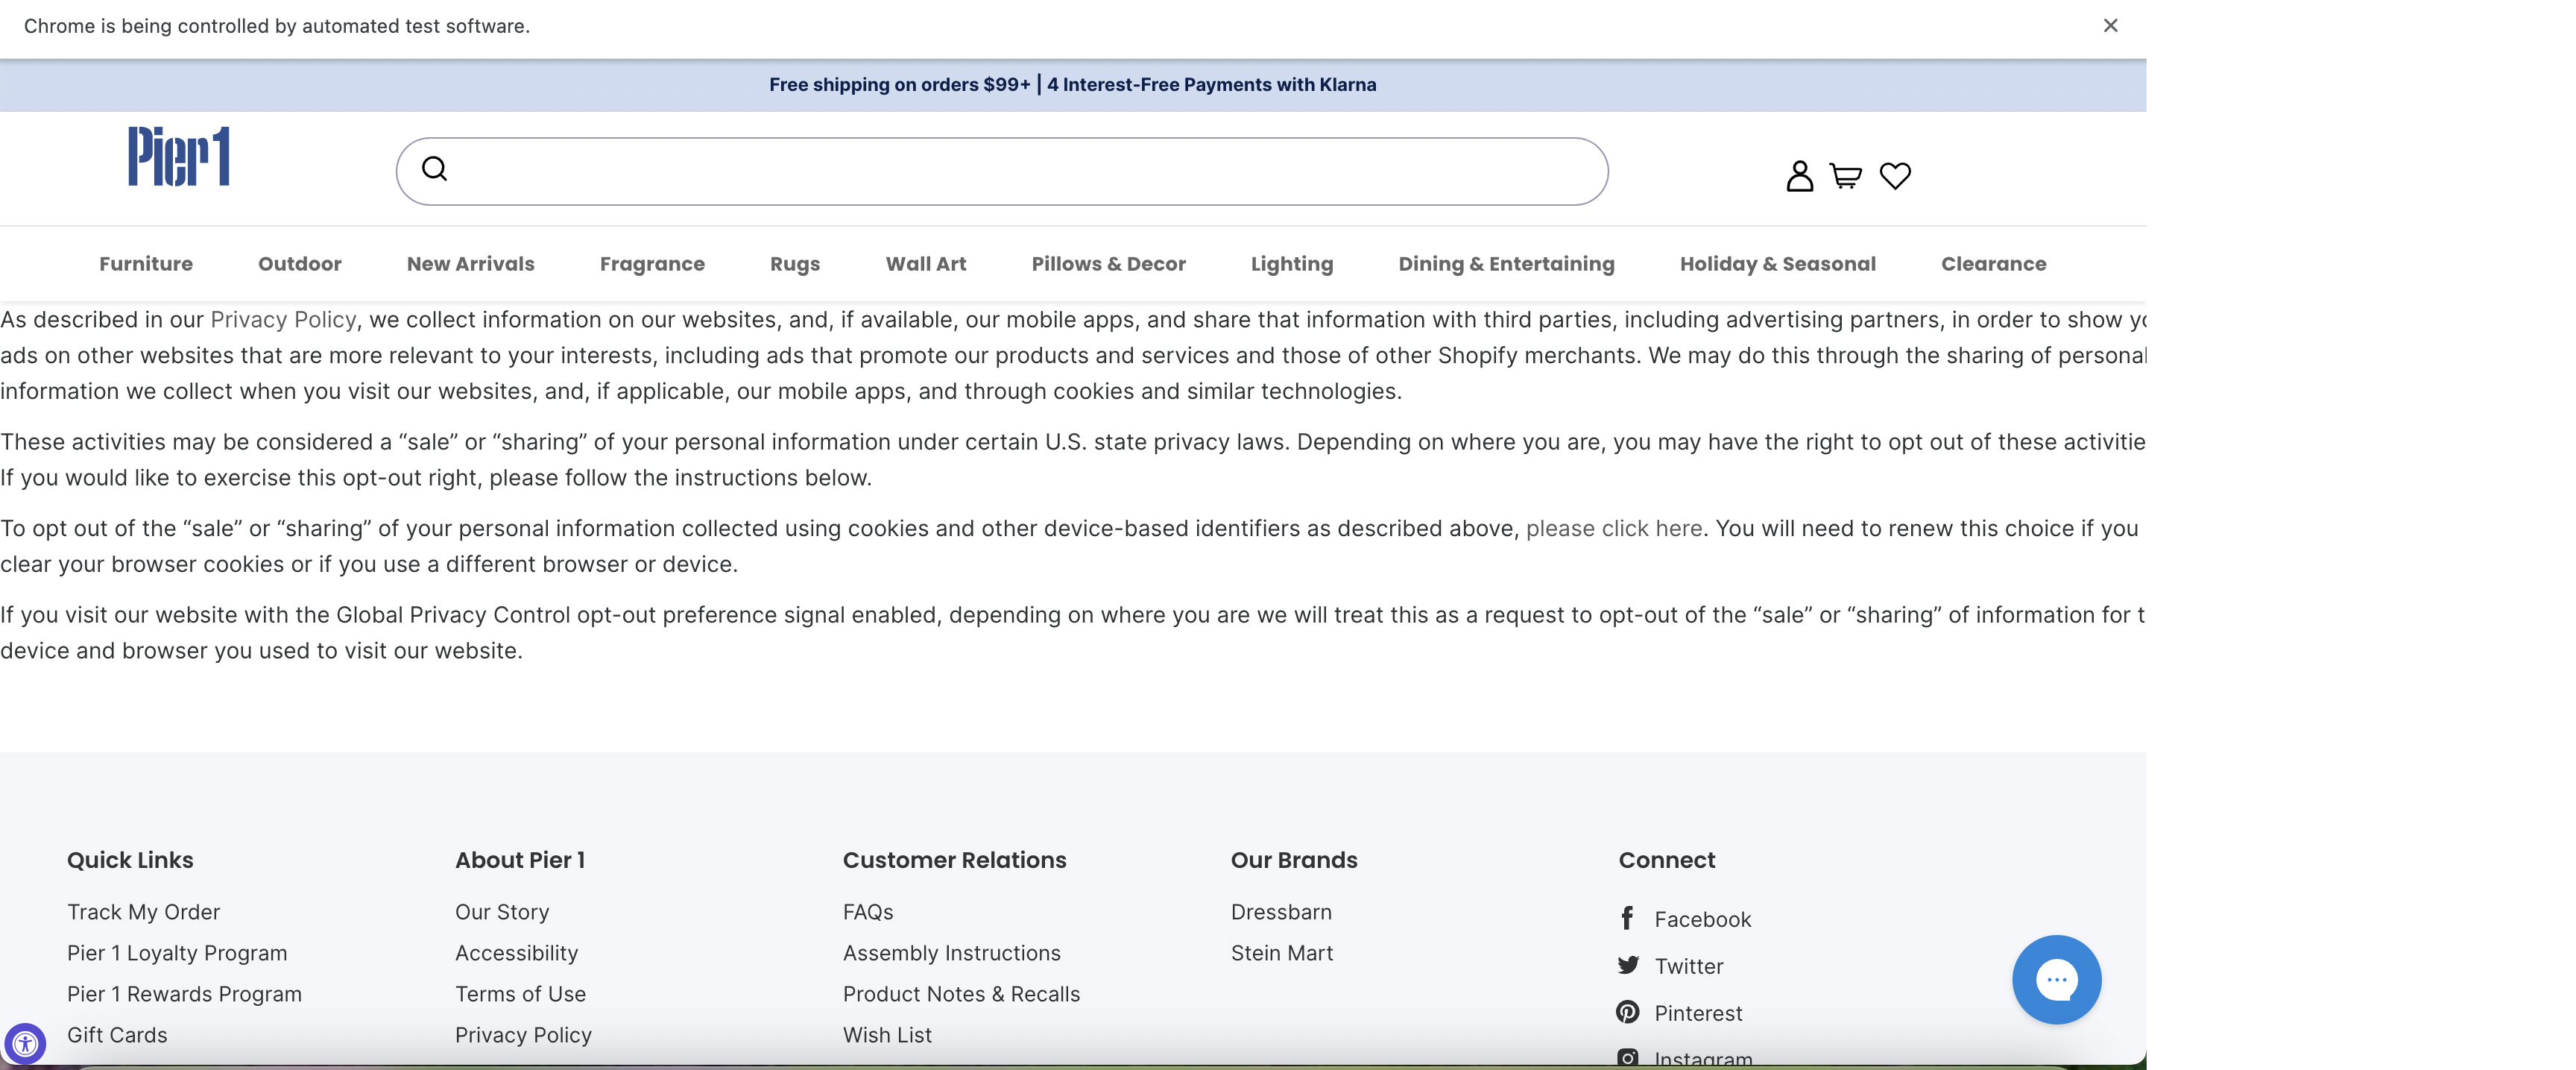 Chrome is being controlled by automated test software.
Free shipping on orders $99+ | 4 Interest-Free Payments with Klarna
Pier 1
Furniture Outdoor New Arrivals Fragrance Rugs Wall Art Pillows & Decor Lighting Dining & Entertaining Holiday & Seasonal Clearance
As described in our Privacy Policy, we collect information on our websites, and, if available, our mobile apps, and share that information with third parties, including advertising partners, in order to show
ads on other websites that are more relevant to your interests, including ads that promote our products and services and those of other Shopify merchants. We may do this through the sharing of personal
information we collect when you visit our websites, and, if applicable, our mobile apps, and through cookies and similar technologies.
These activities may be considered a “sale” or “sharing” of your personal information under certain U.S. state privacy laws. Depending on where you are, you may have the right to opt out of these activitie
If you would like to exercise this opt-out right, please follow the instructions below.
To opt out of the “sale” or “sharing” of your personal information collected using cookies and other device-based identifiers as described above, please click here. You will need to renew this choice if you
clear your browser cookies or if you use a different browser or device.
If you visit our website with the Global Privacy Control opt-out preference signal enabled, depending on where you are we will treat this as a request to opt-out of the “sale” or “sharing” of information for t
device and browser you used to visit our website.
Quick Links
Track My Order
Pier 1 Loyalty Program
Pier 1 Rewards Program
Gift Cards
About Pier 1
Our Story
Accessibility
Terms of Use
Privacy Policy
Customer Relations
FAQs
Assembly Instructions
Product Notes & Recalls
Wish List
Our Brands
Dressbarn
Stein Mart
Connect
Facebook
Twitter
Pinterest
Instagram